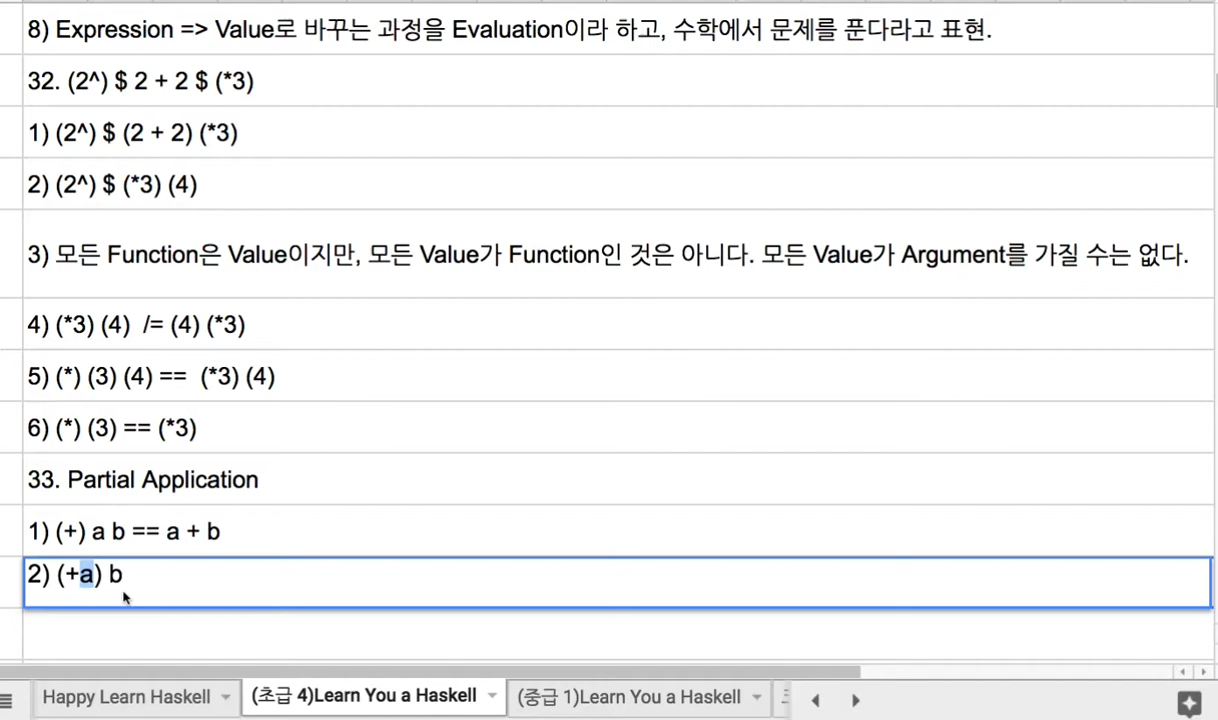 8) Expression => Value로 바꾸는 과정을 Evaluation이라 하고, 수학에서 문제를 푼다라고 표현.
32. (2^) $ 2 + 2 $ (*3)
1) (2^) $ (2 + 2) (*3)
2) (2^) $ (*3) (4)
3) 모든 Function은 Value이지만, 모든 Value가 Function인 것은 아니다. 모든 Value가 Argument를 가질 수는 없다.
4) (*3) (4)  /= (4) (*3)
5) (*) (3) (4) ==  (*3) (4)
6) (*) (3) == (*3)
33. Partial Application
1) (+) a b == a + b
2) (+a) b
Happy Learn Haskell (초급 4)Learn You a Haskell (중급 1)Learn You a Haskell